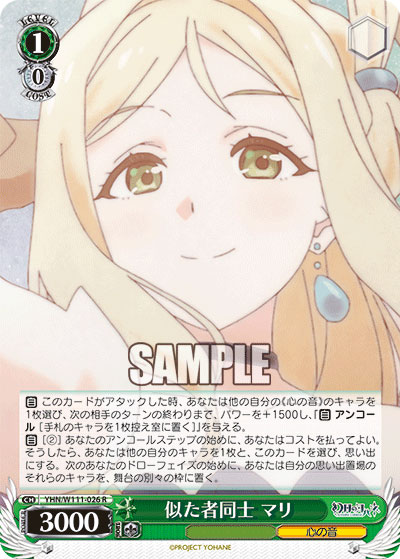 LEVEL
1
0
COST
SAMPLE
自 このカードがアタックした時、あなたは他の自分の《心の音》のキャラを
1枚選び、次の相手のターンの終わりまで、パワーを＋1500し、『自 アンコー
ル ［手札のキャラを1枚控え室に置く］』を与える。
自 ［②］ あなたのアンコールステップの始めに、あなたはコストを払ってよい。
そうしたら、あなたは他の自分のキャラを1枚と、このカードを選び、思い出
にする。次のあなたのドローフェイズの始めに、あなたは自分の思い出置場の
それらのキャラを、舞台の別々の枠に置く。
CH YHN/W111-026 R
3000
似た者同士 マリ
心の音
©PROJECT YOHANE